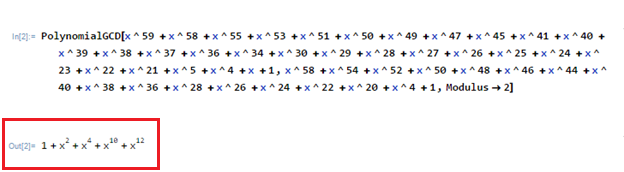 In[2]:= PolynomialGCD[x^59 +x^58 +x^55 +x^53 +x^51 +x^50 +x^49 +x^47 +x^45 +x^41 +x^40 +
x^39 +x^38 +x^37 +x^36 +x^34 +x^30 +x^29 +x^28 +x^27 +x^26 +x^25 +x^24 +x^
23 +x^22 +x^21 +x^5 +x^4 +x +1, x^58 +x^54 +x^52 +x^50 +x^48 +x^46 +x^44 +x^
40 +x^38 +x^36 +x^28 +x^26 +x^24 +x^22 +x^20 +x^4 +1, Modulus → 2]
Out[2]= 1 + x² + x⁴ + x¹⁰ + x¹²